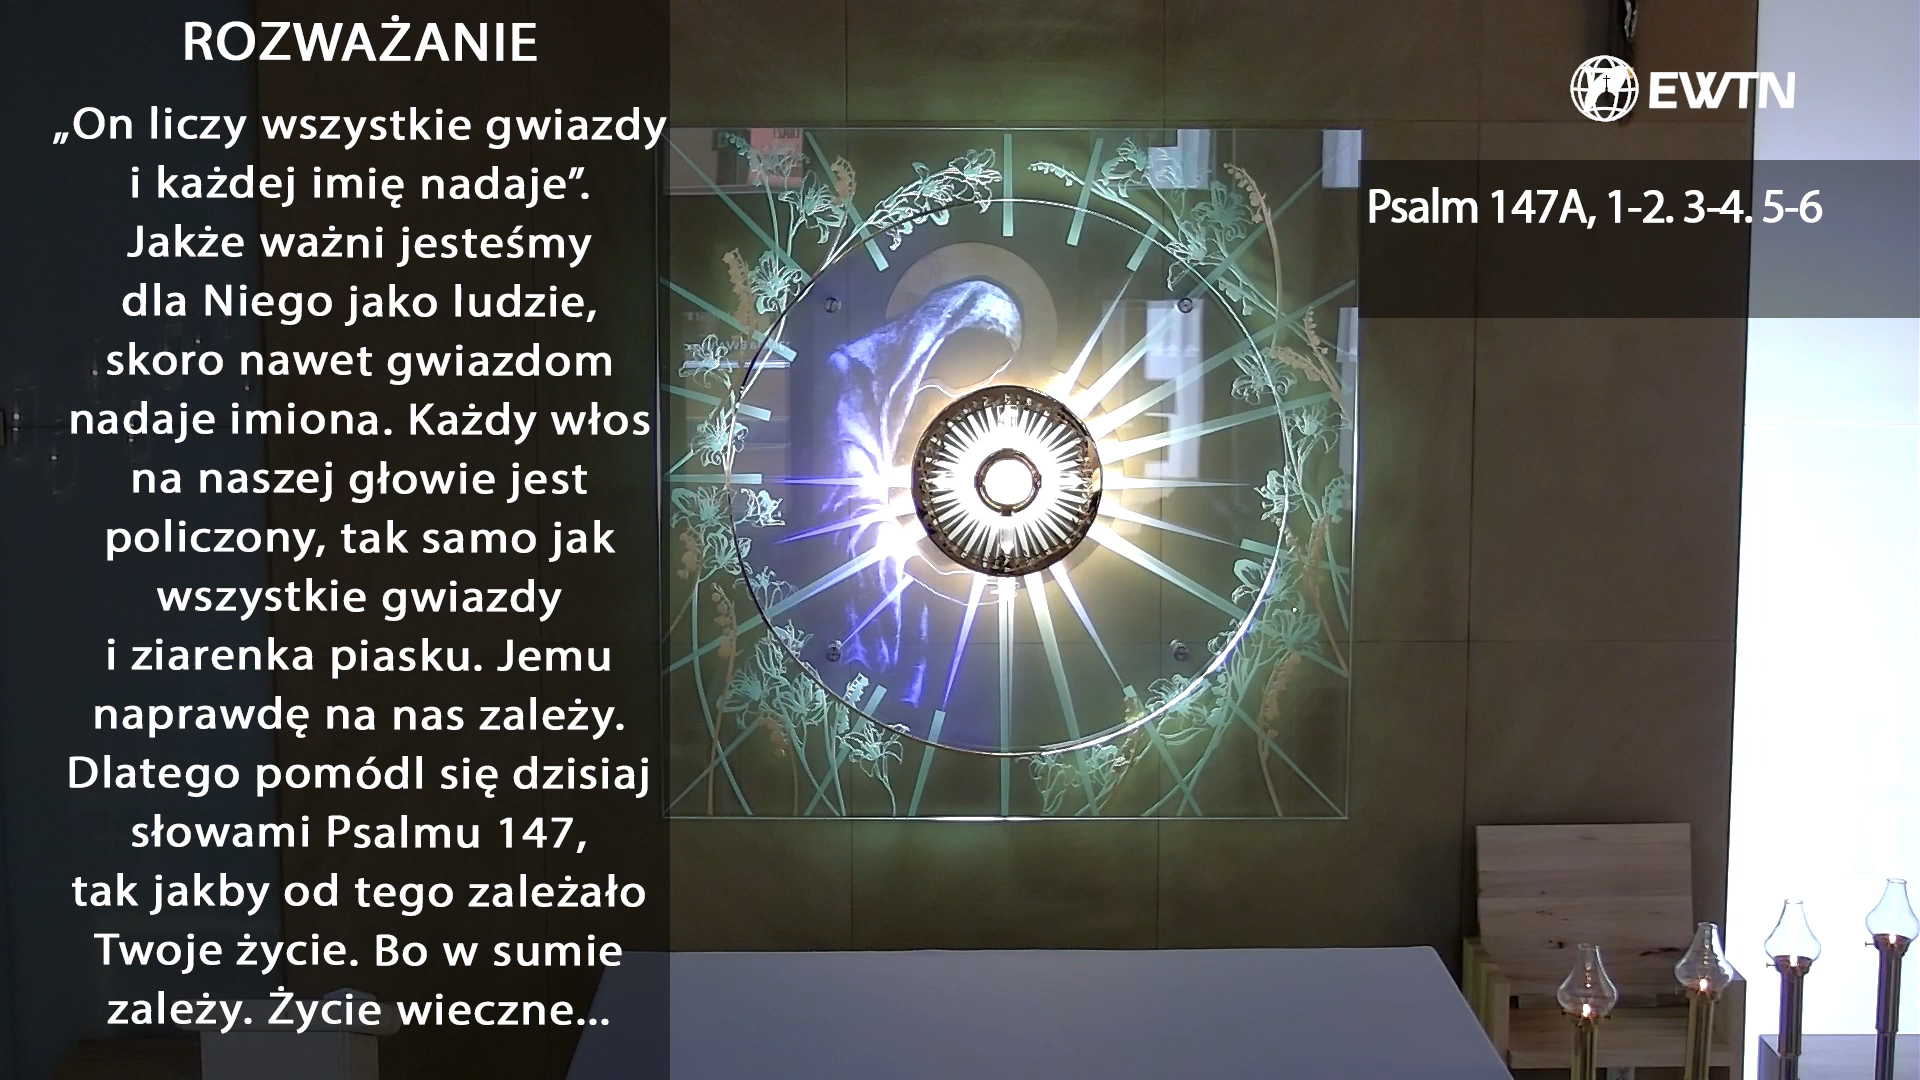 ROZWAŻANIE
„On liczy wszystkie gwiazdy
i każdej imię nadaje”.
Jakże ważni jesteśmy
dla Niego jako ludzie,
skoro nawet gwiazdom
nadaje imiona. Każdy włos
na naszej głowie jest
policzony, tak samo jak
wszystkie gwiazdy
i ziarenka piasku. Jemu
naprawdę na nas zależy.
Dlatego pomódl się dzisiaj
słowami Psalmu 147,
tak jakby od tego zależało
Twoje życie. Bo w sumie
zależy. Życie wieczne...
EWTN
Psalm 147A, 1-2. 3-4. 5-6